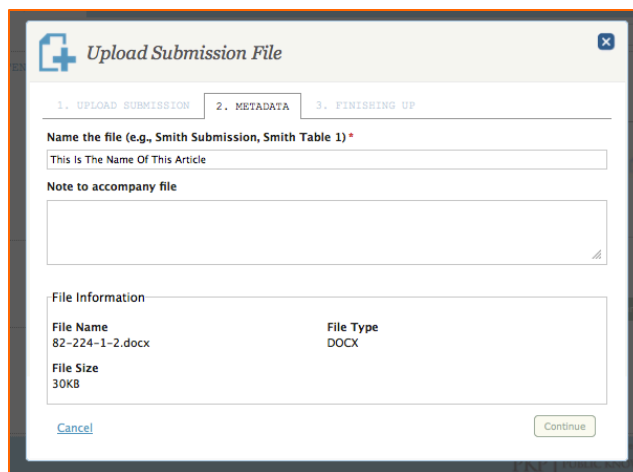 Upload Submission File
1. UPLOAD SUBMISSION 2. METADATA 3. FINISHING UP
Name the file (e.g., Smith Submission, Smith Table 1) *
This Is The Name Of This Article
Note to accompany file
File Information
File Name File Type
82-224-1-2.docx DOCX
File Size
30KB
Cancel Continue